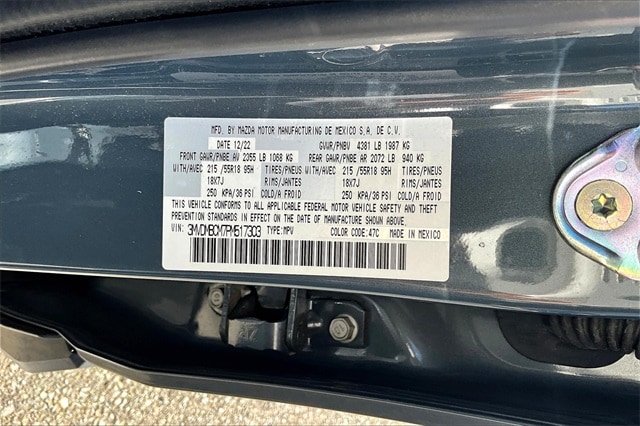 MFD. BY MAZDA MOTOR MANUFACTURING DE MEXICO S.A. DE C.V.
DATE 12/22 GVWR/PNBV 4381 LB 1987 KG
FRONT GAWR/PNBE AV 2355 LB 1068 KG REAR GAWR/PNBE AR 2072 LB 940 KG
WITH/AVEC 215 /55R18 95H TIRES/PNEUS WITH/AVEC 215 /55R18 95H TIRES/PNEUS
18X7J RIMS/JANTES 18X7J RIMS/JANTES
250 KPA/36 PSI COLD/A FROID 250 KPA/36 PSI COLD/A FROID
THIS VEHICLE CONFORMS TO ALL APPLICABLE FEDERAL MOTOR VEHICLE SAFETY AND THEFT
PREVENTION STANDARDS IN EFFECT ON THE DATE OF MANUFACTURE SHOWN ABOVE.
VIN: 3MVDMBCM7PM517303 TYPE: MPV COLOR CODE: 47C MADE IN MEXICO